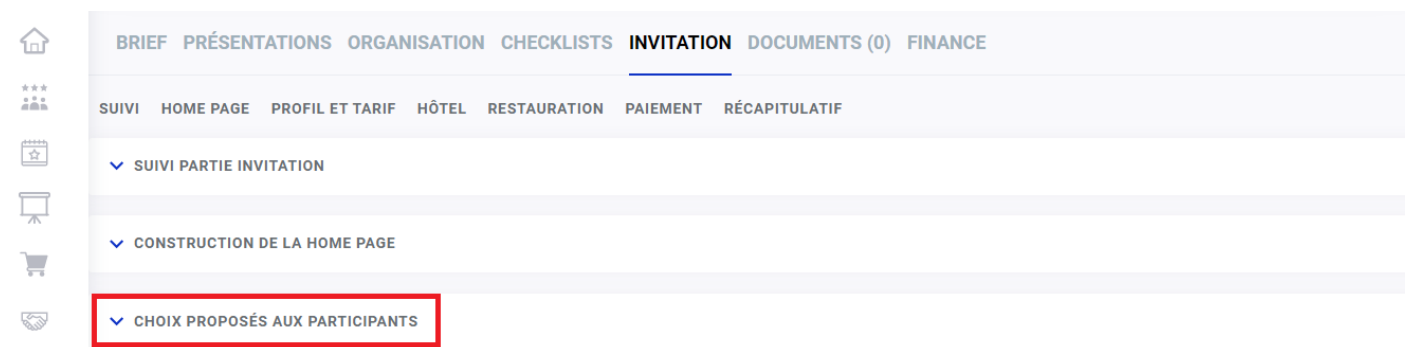 BRIEF PRÉSENTATIONS ORGANISATION CHECKLISTS INVITATION DOCUMENTS (0) FINANCE
SUIVI HOME PAGE PROFIL ET TARIF HÔTEL RESTAURATION PAIEMENT RÉCAPITULATIF
SUIVI PARTIE INVITATION
CONSTRUCTION DE LA HOME PAGE
CHOIX PROPOSÉS AUX PARTICIPANTS